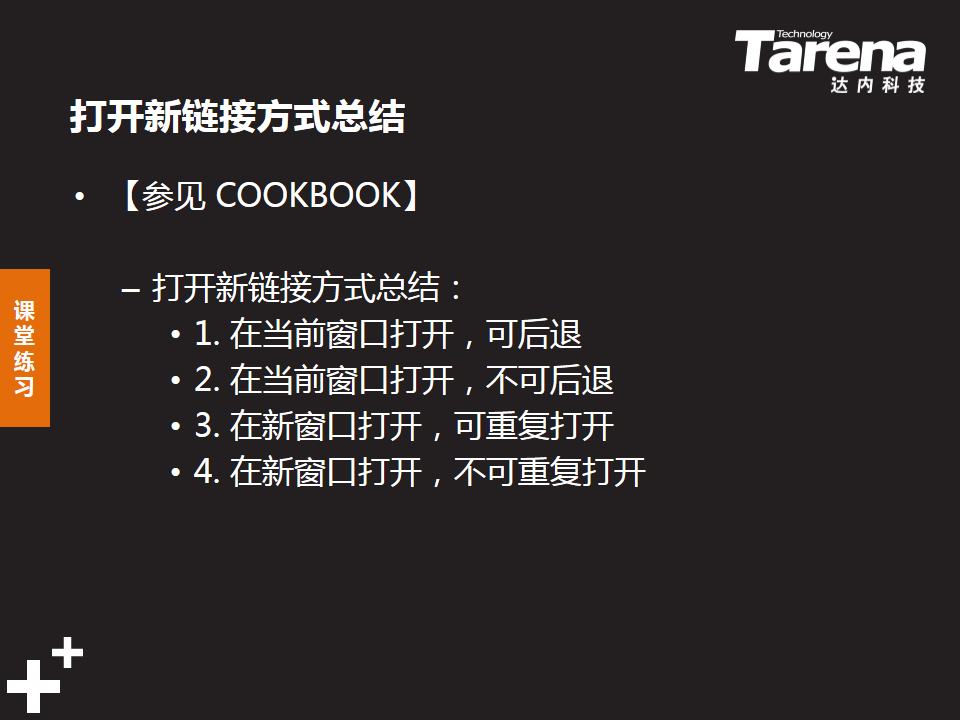 Technology
Tarena
达内科技
打开新链接方式总结
• 【参见 COOKBOOK】
– 打开新链接方式总结：
• 1. 在当前窗口打开，可后退
• 2. 在当前窗口打开，不可后退
• 3. 在新窗口打开，可重复打开
• 4. 在新窗口打开，不可重复打开
课
堂
练
习